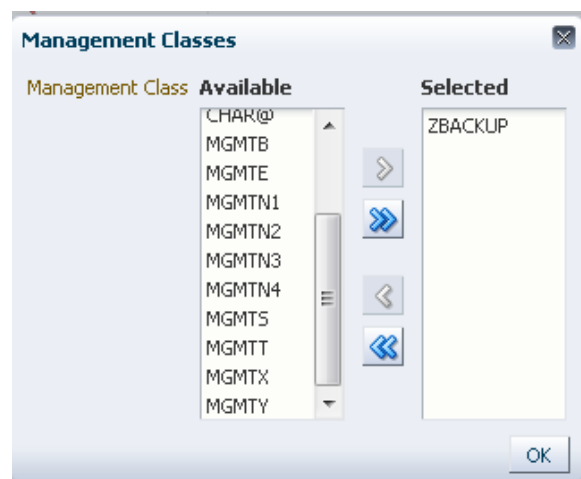 Management Classes
Management Class Available Selected
CHAR@
MGMTB
MGMTE
MGMTN1
MGMTN2
MGMTN3
MGMTN4
MGMTS
MGMTT
MGMTX
MGMTY
ZBACKUP
OK